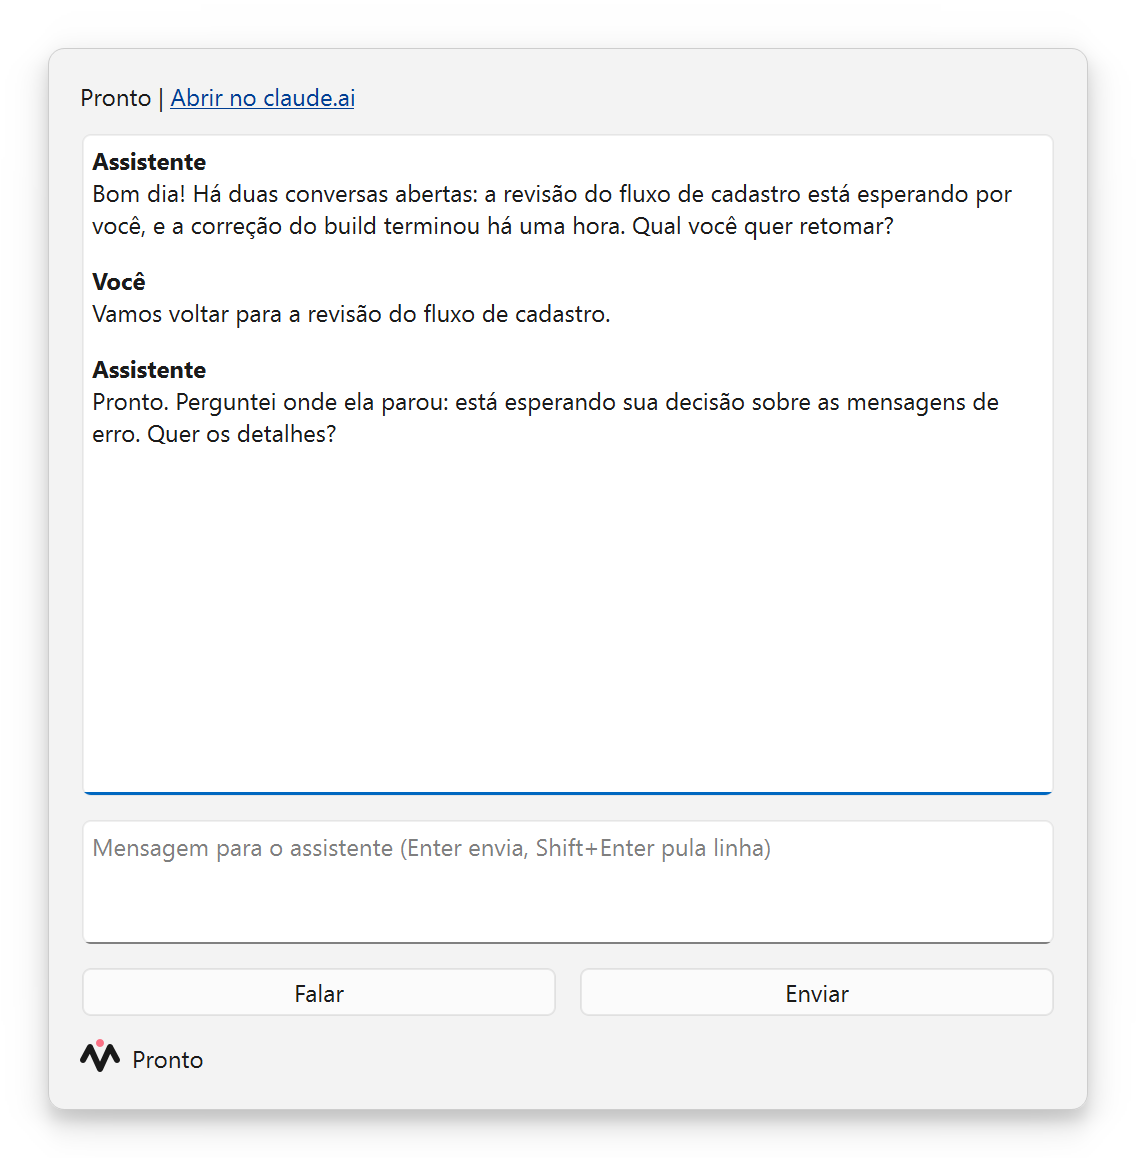 Pronto | Abrir no claude.ai
Assistente
Bom dia! Há duas conversas abertas: a revisão do fluxo de cadastro está esperando por
você, e a correção do build terminou há uma hora. Qual você quer retomar?
Você
Vamos voltar para a revisão do fluxo de cadastro.
Assistente
Pronto. Perguntei onde ela parou: está esperando sua decisão sobre as mensagens de
erro. Quer os detalhes?
Mensagem para o assistente (Enter envia, Shift+Enter pula linha)
Falar
Enviar
Pronto